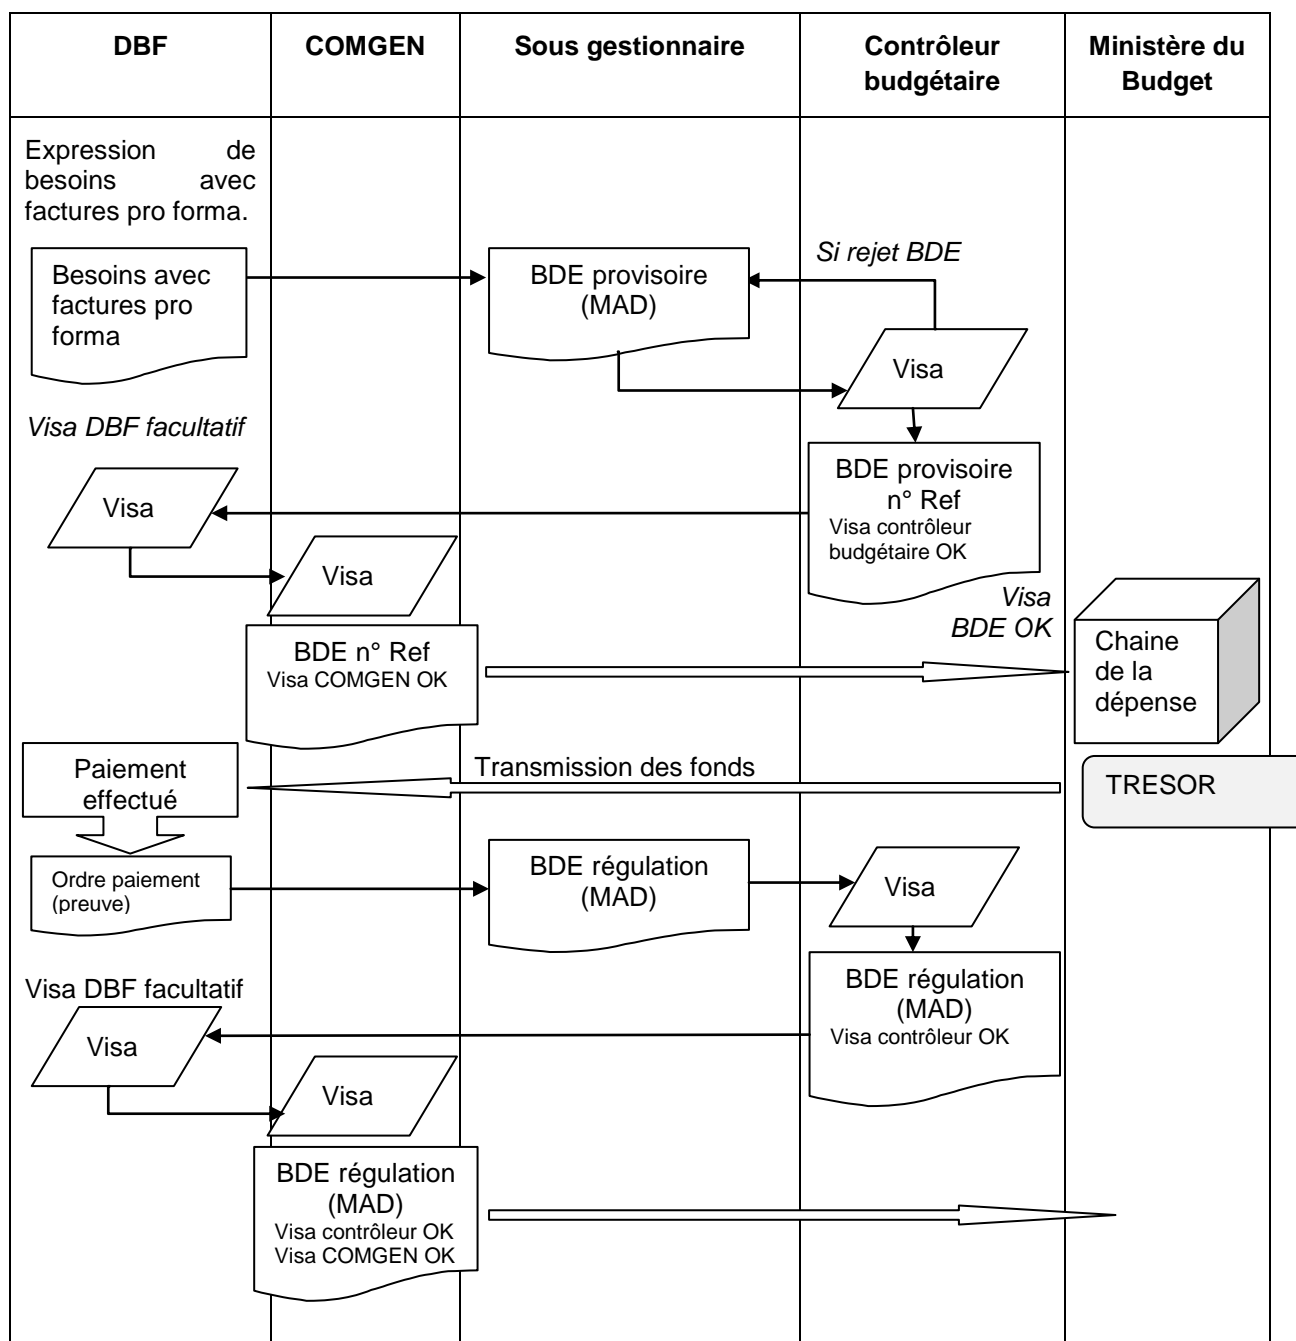 DBF
COMGEN
Sous gestionnaire
Contrôleur
budgétaire
Ministère du
Budget
Expression de
besoins avec
factures pro forma.
Besoins avec
factures pro
forma
BDE provisoire
(MAD)
Si rejet BDE
Visa
Visa DBF facultatif
Visa
BDE provisoire
n° Ref
Visa contrôleur
budgétaire OK
Visa
Visa
BDE OK
BDE n° Ref
Visa COMGEN OK
Chaine
de la
dépense
Paiement
effectué
Transmission des fonds
TRESOR
Ordre paiement
(preuve)
BDE régulation
(MAD)
Visa
Visa DBF facultatif
Visa
BDE régulation
(MAD)
Visa contrôleur OK
Visa
BDE régulation
(MAD)
Visa contrôleur OK
Visa COMGEN OK